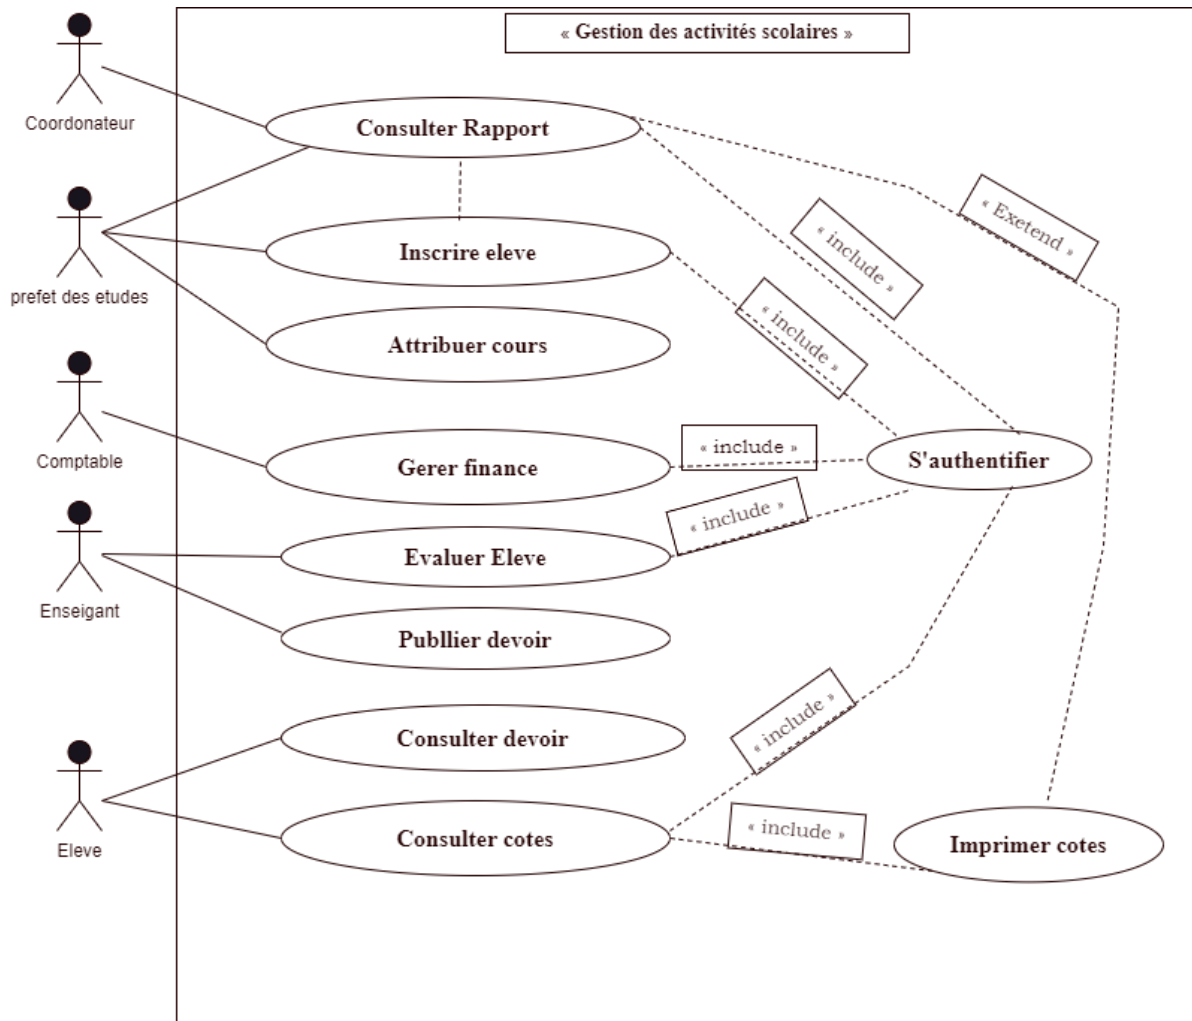 « Gestion des activités scolaires »
Coordonateur
Consulter Rapport
« Exetend »
« include »
prefet des etudes
Inscrire eleve
« include »
Attribuer cours
Comptable
Gerer finance
« include »
S'authentifier
« include »
Enseigant
Evaluer Eleve
Publlier devoir
« include »
Consulter devoir
Eleve
Consulter cotes
« include »
Imprimer cotes